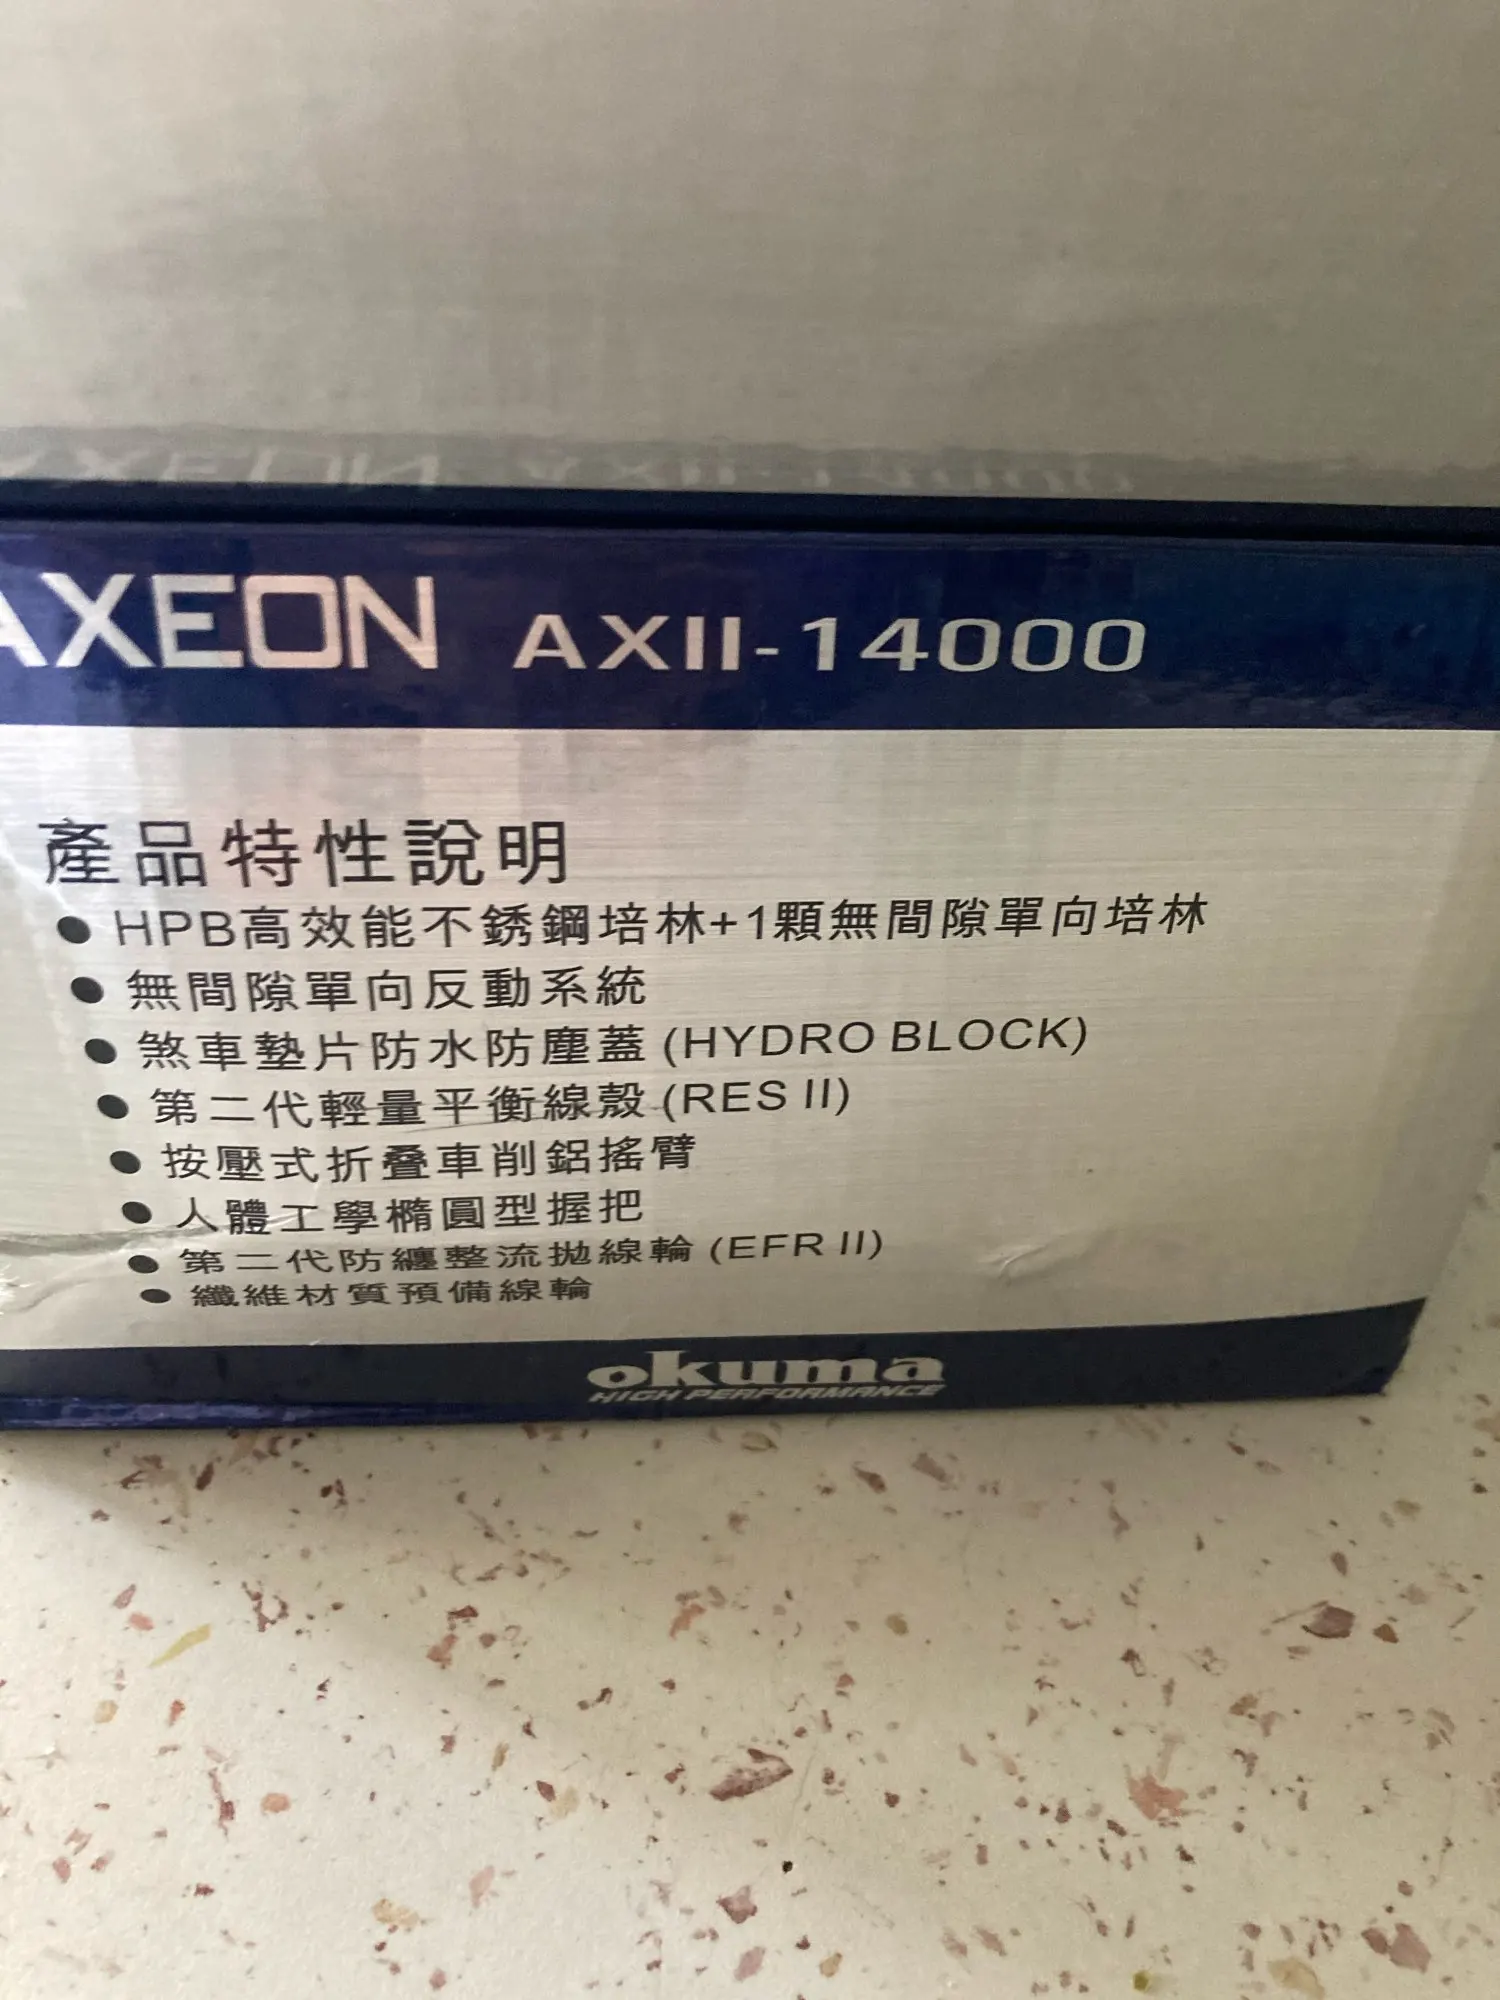 AXEON AXII-14000
產品特性說明
● HPB高效能不銹鋼培林+1顆無間隙單向培林
● 無間隙單向反動系統
● 煞車墊片防水防塵蓋 (HYDRO BLOCK)
● 第二代輕量平衡線殼 (RES II)
● 按壓式折疊車削鋁搖臂
● 人體工學橢圓型握把
● 第二代防纏整流拋線輪 (EFR II)
● 纖維材質預備線輪
okuma
HIGH PERFORMANCE